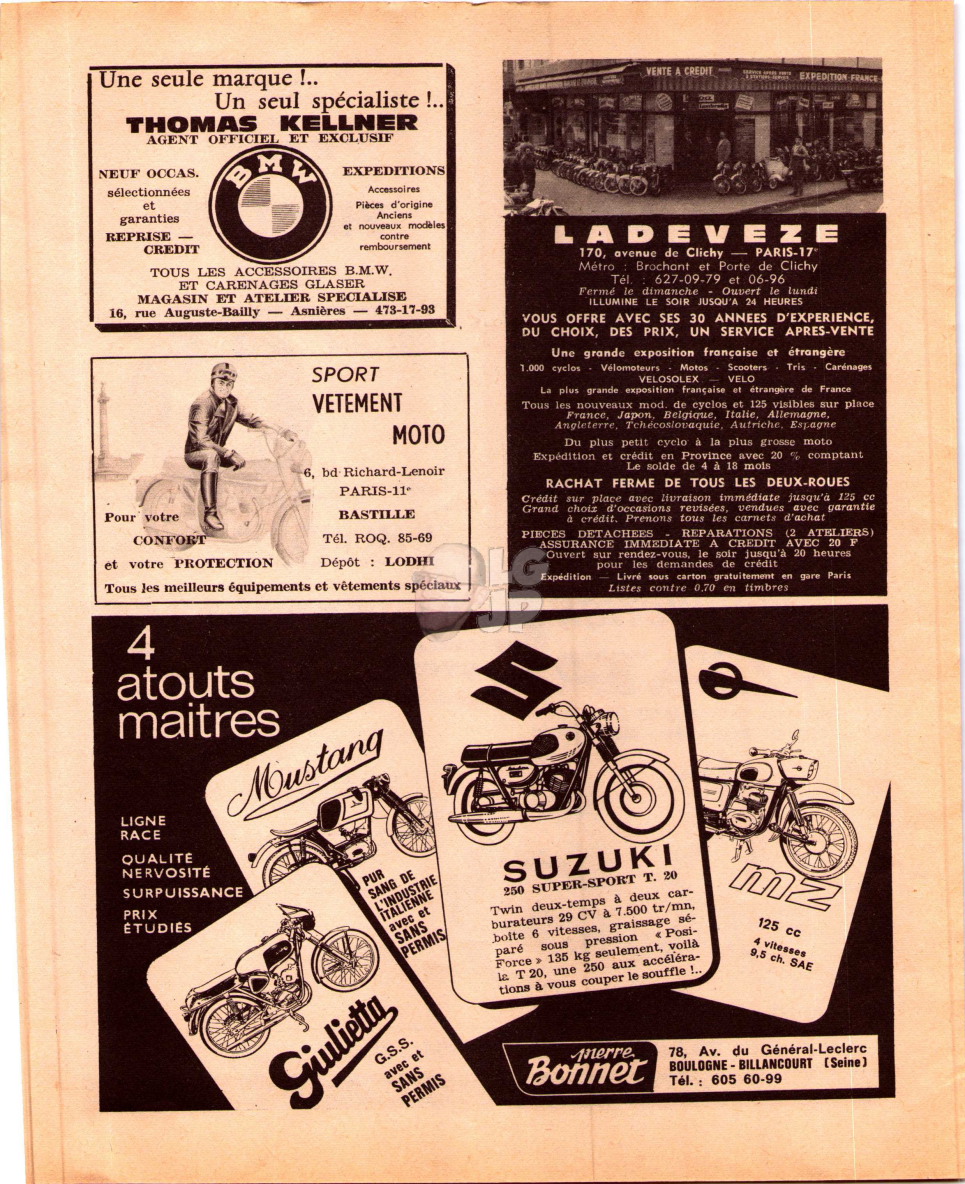 Une seule marque !..
Un seul spécialiste !..
THOMAS KELLNER
AGENT OFFICIEL ET EXCLUSIF
NEUF OCCAS.
sélectionnées
et
garanties
REPRISE —
CREDIT
BMW
EXPEDITIONS
Accessoires
Pièces d'origine
Anciens
et nouveaux modèles
contre
remboursement
TOUS LES ACCESSOIRES B.M.W.
ET CARENAGES GLASER
MAGASIN ET ATELIER SPECIALISE
16, rue Auguste-Bailly — Asnières — 473-17-93
VENTE A CREDIT
EXPEDITION-FRANCE
LADEVEZE
170, avenue de Clichy — PARIS-17e
Métro : Brochant et Porte de Clichy
Tél. : 627-09-79 et 06-96
Fermé le dimanche - Ouvert le lundi
ILLUMINE LE SOIR JUSQU'A 24 HEURES
VOUS OFFRE AVEC SES 30 ANNEES D'EXPERIENCE,
DU CHOIX, DES PRIX, UN SERVICE APRES-VENTE
Une grande exposition française et étrangère
1.000 cyclos - Vélomoteurs - Motos - Scooters - Tris - Carénages
VELOSOLEX — VELO
La plus grande exposition française et étrangère de France
Tous les nouveaux mod. de cyclos et 125 visibles sur place
France, Japon, Belgique, Italie, Allemagne,
Angleterre, Tchécoslovaquie, Autriche, Espagne
Du plus petit cyclo à la plus grosse moto
Expédition et crédit en Province avec 20 % comptant
Le solde de 4 à 18 mois
RACHAT FERME DE TOUS LES DEUX-ROUES
Crédit sur place avec livraison immédiate jusqu'à 125 cc
Grand choix d'occasions revisées, vendues avec garantie
à crédit. Prenons tous les carnets d'achat
PIECES DETACHEES - REPARATIONS (2 ATELIERS)
ASSURANCE IMMEDIATE A CREDIT AVEC 20 F
Ouvert sur rendez-vous, le soir jusqu'à 20 heures
pour les demandes de crédit
Expédition — Livré sous carton gratuitement en gare Paris
Listes contre 0,70 en timbres
SPORT
VETEMENT
MOTO
6, bd Richard-Lenoir
PARIS-11e
BASTILLE
Tél. ROQ. 85-69
Dépôt : LODHI
Pour votre
CONFORT
et votre PROTECTION
Tous les meilleurs équipements et vêtements spéciaux
LG
JP
4
atouts
maitres
LIGNE
RACE
QUALITÉ
NERVOSITÉ
SURPUISSANCE
PRIX
ÉTUDIÉS
Mustang
PUR
SANG DE
L'INDUSTRIE
ITALIENNE
avec et
SANS
PERMIS
Giulietta
G.S.S.
avec et
SANS
PERMIS
SUZUKI
250 SUPER-SPORT T. 20
Twin deux-temps à deux car-
burateurs 29 CV à 7.500 tr/mn,
boîte 6 vitesses, graissage sé-
paré sous pression « Posi-
Force » 135 kg seulement, voilà
la T 20, une 250 aux accéléra-
tions à vous couper le souffle !..
mz
125 cc
4 vitesses
9,5 ch. SAE
pierre
Bonnet
78, Av. du Général-Leclerc
BOULOGNE - BILLANCOURT (Seine)
Tél. : 605 60-99